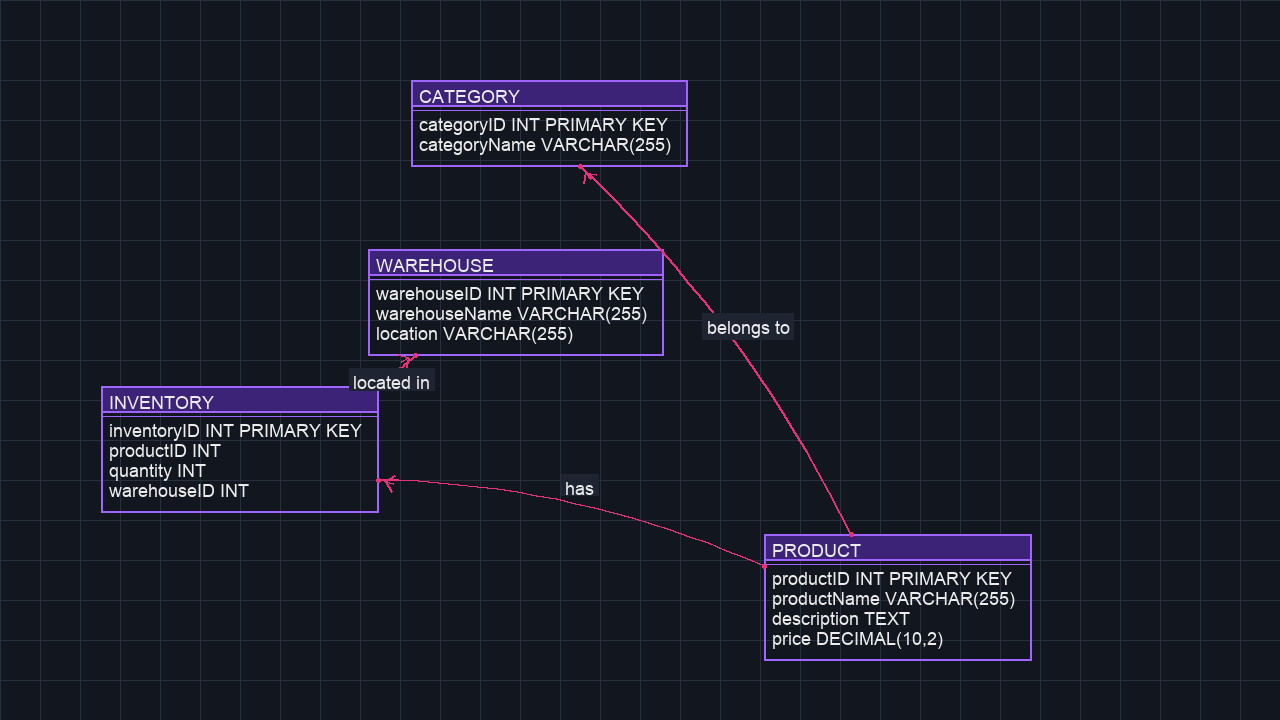 CATEGORY
categoryID INT PRIMARY KEY
categoryName VARCHAR(255)
WAREHOUSE
warehouseID INT PRIMARY KEY
warehouseName VARCHAR(255)
location VARCHAR(255)
belongs to
located in
INVENTORY
inventoryID INT PRIMARY KEY
productID INT
quantity INT
warehouseID INT
has
PRODUCT
productID INT PRIMARY KEY
productName VARCHAR(255)
description TEXT
price DECIMAL(10,2)